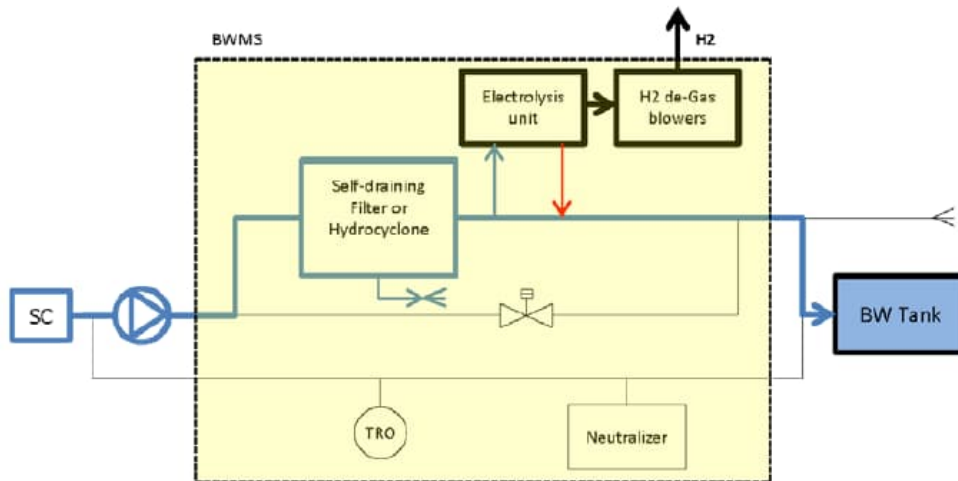 BWMS
H2
Electrolysis
unit
H2 de-Gas
blowers
Self-draining
Filter or
Hydrocyclone
SC
BW Tank
TRO
Neutralizer